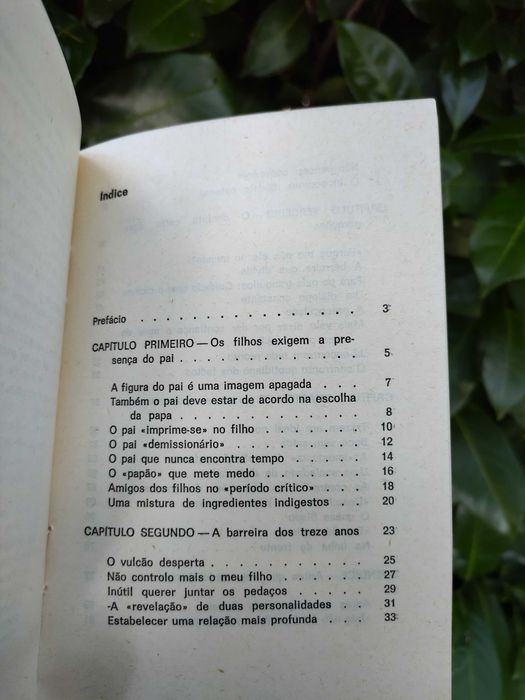 Índice
Prefácio . . . . . . . . . . . . 3
CAPÍTULO PRIMEIRO — Os filhos exigem a pre-
sença do pai . . . . . . . . . 5
A figura do pai é uma imagem apagada . . . 7
Também o pai deve estar de acordo na escolha
da papa . . . . . . . . . . 8
O pai «imprime-se» no filho . . . . . 10
O pai «demissionário» . . . . . . . 12
O pai que nunca encontra tempo . . . . 14
O «papão» que mete medo . . . . . 16
Amigos dos filhos no «período crítico» . . . 18
Uma mistura de ingredientes indigestos . . . 20
CAPÍTULO SEGUNDO — A barreira dos treze anos 23
O vulcão desperta . . . . . . . . 25
Não controlo mais o meu filho . . . . . 27
Inútil querer juntar os pedaços . . . . 29
-A «revelação» de duas personalidades . . 31
Estabelecer uma relação mais profunda . . . 33